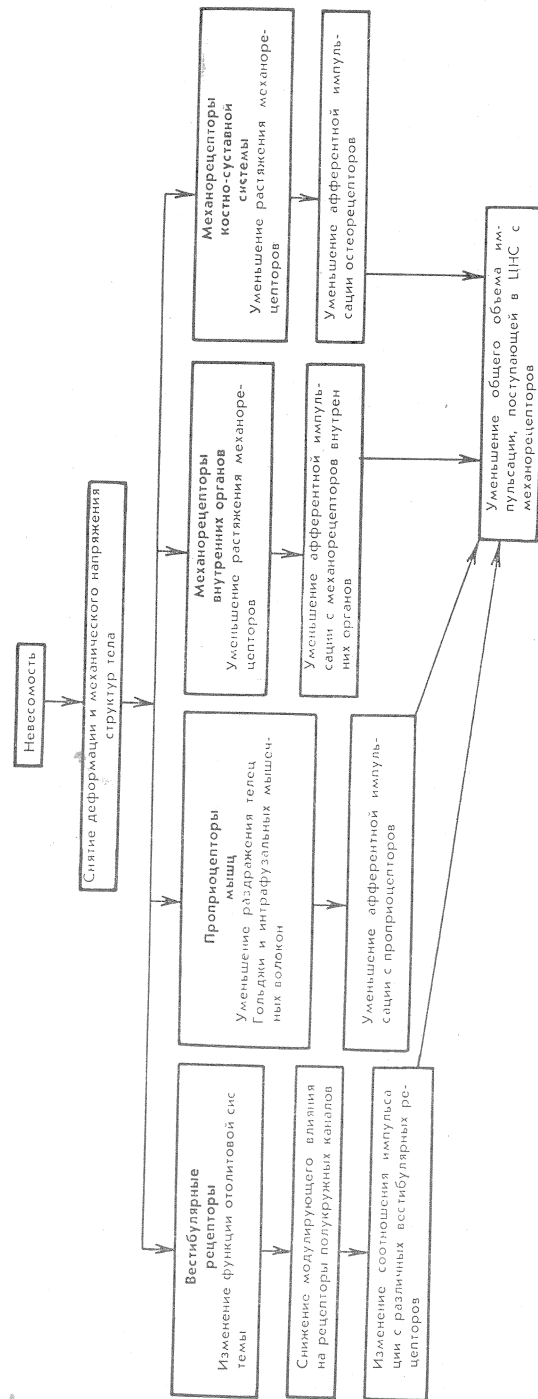 Невесомость
Снятие деформации и механического напряжения
структур тела
Вестибулярные
рецепторы
Изменение функции отолитовой сис
темы
Снижение модулирующего влияния
на рецепторы полукружных каналов
Изменение соотношения импульса
ции с различных вестибулярных ре-
цепторов
Проприоцепторы
мышц
Уменьшение раздражения телец
Гольджи и интрафузальных мышеч-
ных волокон
Уменьшение афферентной импуль-
сации с проприоцепторов
Механорецепторы
внутренних органов
Уменьшение растяжения механоре-
цепторов
Уменьшение афферентной импуль-
сации с механорецепторов внутрен
них органов
Механорецепторы
костно-суставной
системы
Уменьшение растяжения механоре-
цепторов
Уменьшение афферентной импуль-
сации остеорецепторов
Уменьшение общего объема им-
пульсации, поступающей в ЦНС с
механорецепторов